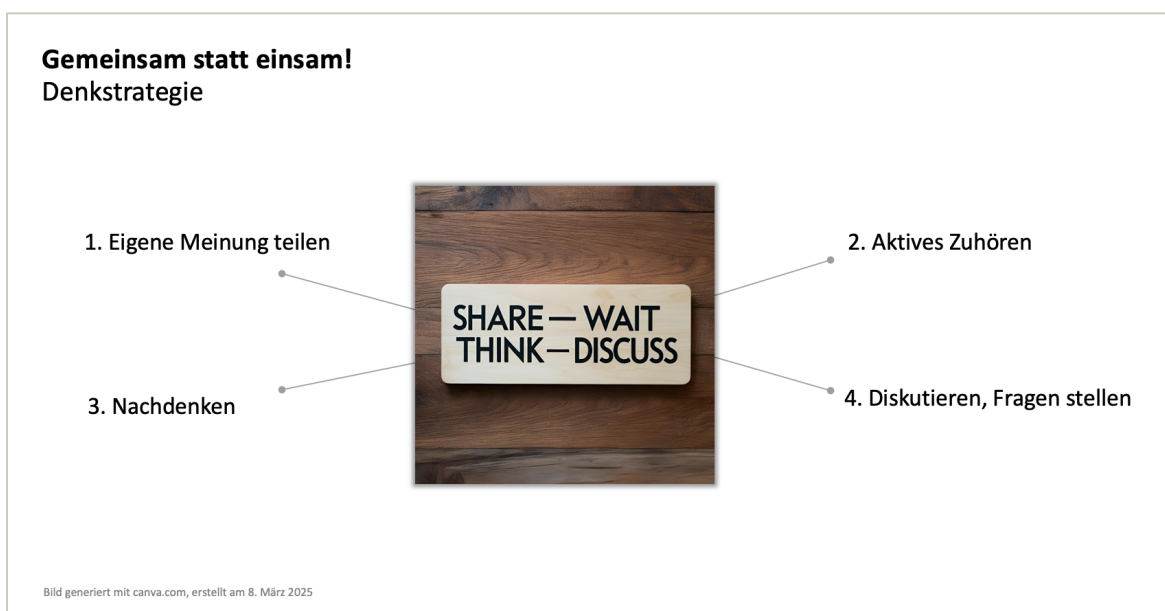 Gemeinsam statt einsam!
Denkstrategie
1. Eigene Meinung teilen
2. Aktives Zuhören
SHARE — WAIT
THINK — DISCUSS
3. Nachdenken
4. Diskutieren, Fragen stellen
Bild generiert mit canva.com, erstellt am 8. März 2025